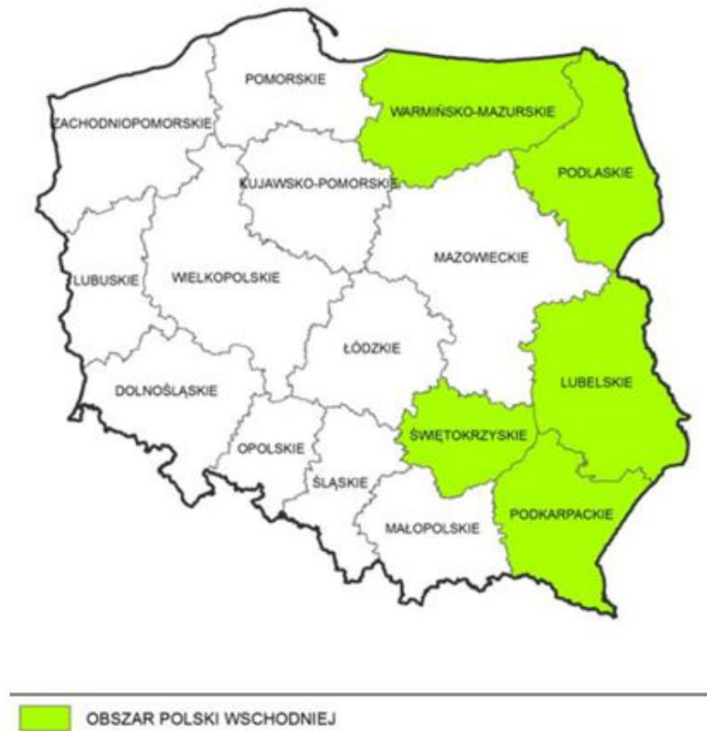 POMORSKIE
ZACHODNIOPOMORSKIE
WARMIŃSKO-MAZURSKIE
PODLASKIE
KUJAWSKO-POMORSKIE
MAZOWIECKIE
LUBUSKIE
WIELKOPOLSKIE
ŁÓDZKIE
DOLNOŚLĄSKIE
LUBELSKIE
ŚWIĘTOKRZYSKIE
OPOLSKIE
ŚLĄSKIE
PODKARPACKIE
MAŁOPOLSKIE
OBSZAR POLSKI WSCHODNIEJ